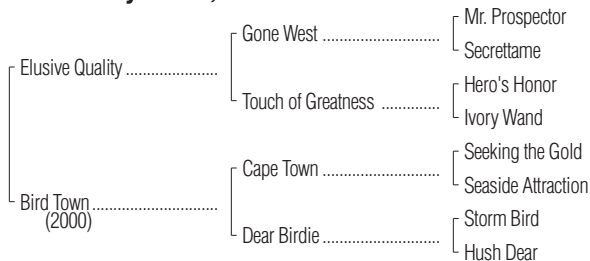 Mr. Prospector
Gone West
Secrettame
Elusive Quality
Hero's Honor
Touch of Greatness
Ivory Wand
Seeking the Gold
Cape Town
Seaside Attraction
Bird Town
(2000)
Storm Bird
Dear Birdie
Hush Dear